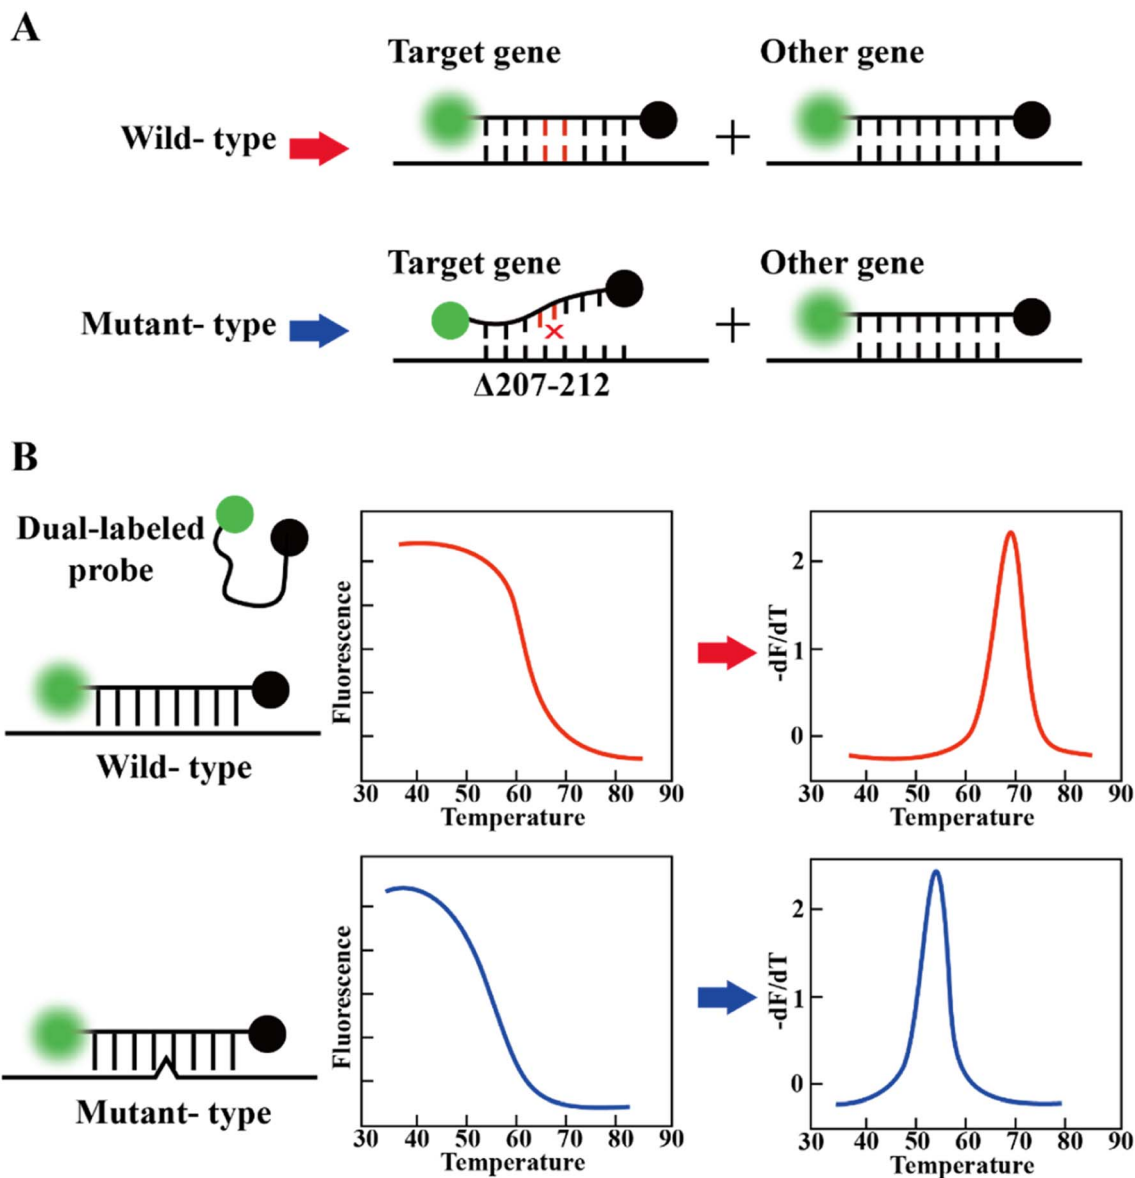 A
Target gene
Other gene
Wild- type
Target gene
Other gene
Mutant- type
Δ207-212
B
Dual-labeled
probe
Wild- type
Fluorescence
30 40 50 60 70 80 90
Temperature
-dF/dT
2
1
0
30 40 50 60 70 80 90
Temperature
Mutant- type
Fluorescence
30 40 50 60 70 80 90
Temperature
-dF/dT
2
1
0
30 40 50 60 70 80 90
Temperature